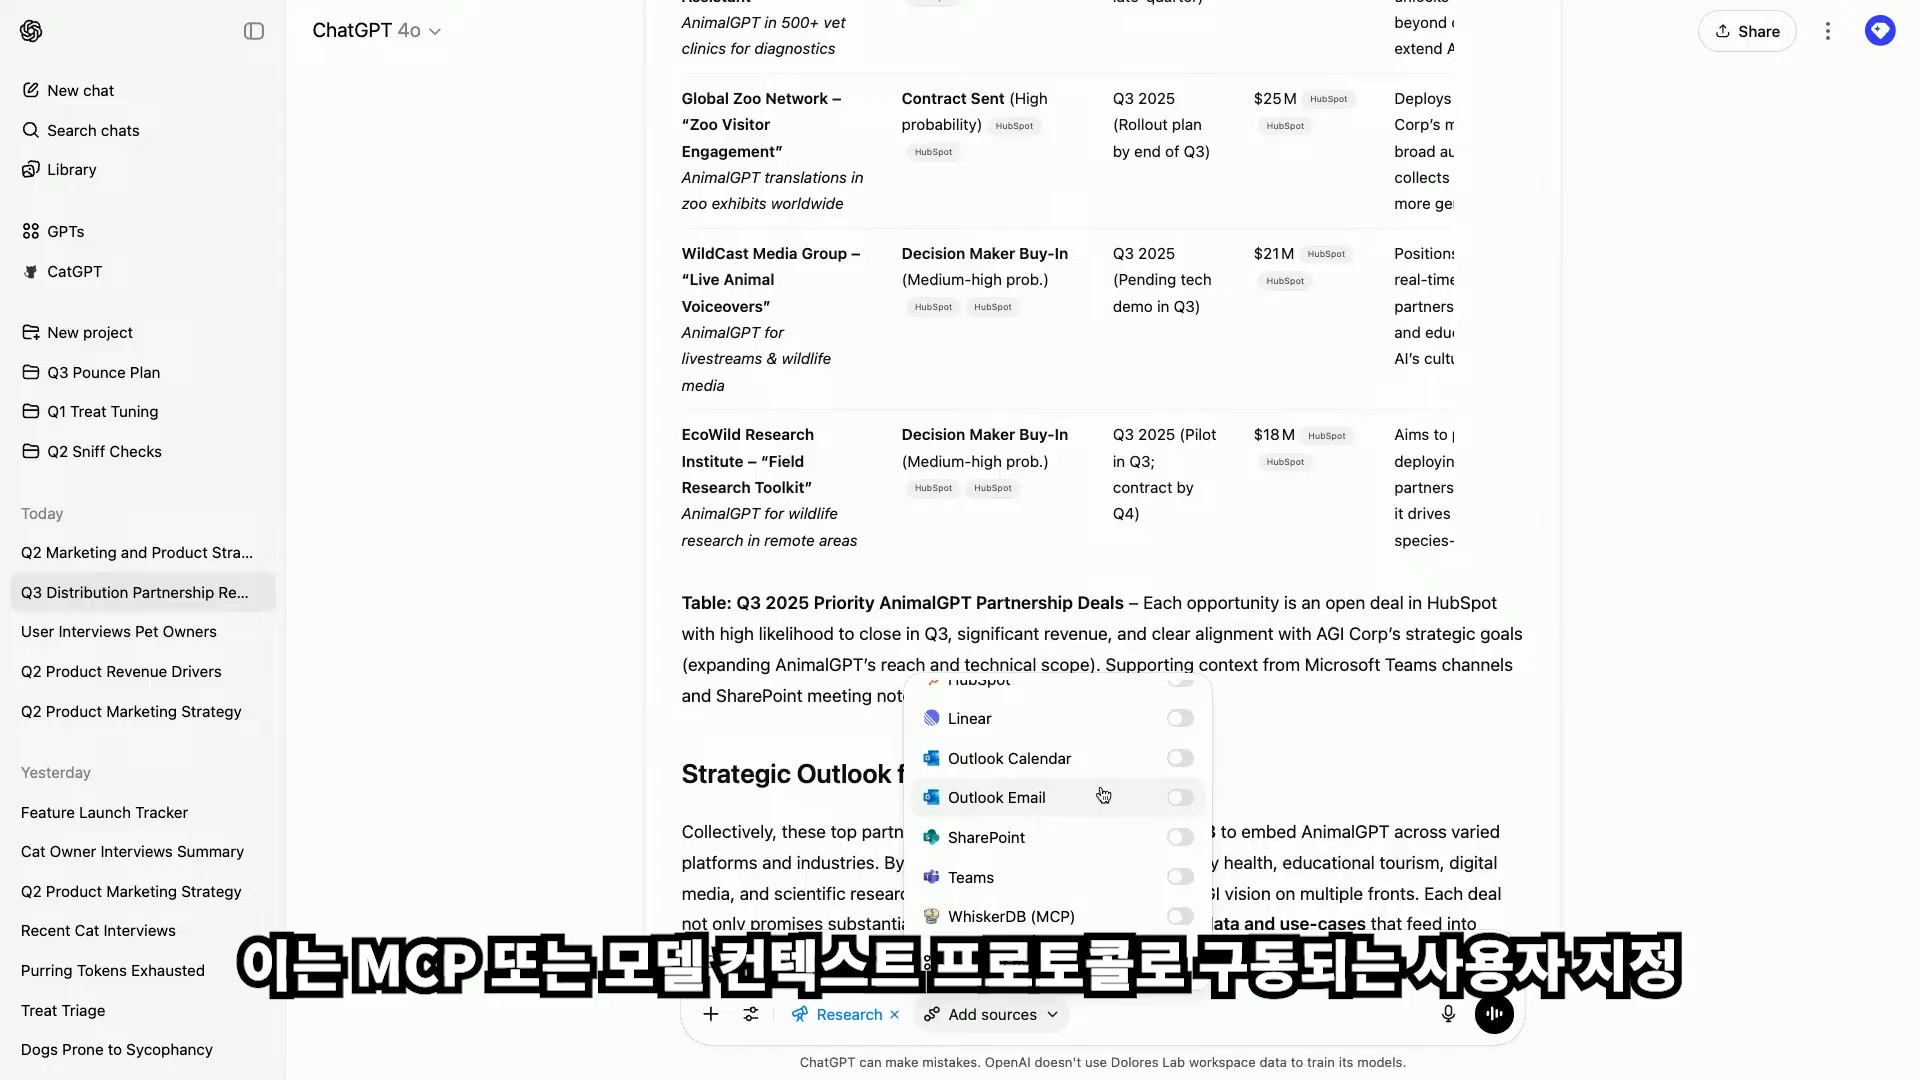 ChatGPT 4o
Share
New chat
Search chats
Library
GPTs
CatGPT
New project
Q3 Pounce Plan
Q1 Treat Tuning
Q2 Sniff Checks
Today
Q2 Marketing and Product Stra...
Q3 Distribution Partnership Re...
User Interviews Pet Owners
Q2 Product Revenue Drivers
Q2 Product Marketing Strategy
Yesterday
Feature Launch Tracker
Cat Owner Interviews Summary
Q2 Product Marketing Strategy
Recent Cat Interviews
Purring Tokens Exhausted
Treat Triage
Dogs Prone to Sycophancy
AnimalGPT in 500+ vet
clinics for diagnostics
beyond
extend A
Global Zoo Network –
“Zoo Visitor
Engagement”
AnimalGPT translations in
zoo exhibits worldwide
Contract Sent (High
probability) HubSpot
HubSpot
Q3 2025
(Rollout plan
by end of Q3)
$25M HubSpot
HubSpot
Deploys
Corp’s m
broad au
collects
more ge
WildCast Media Group –
“Live Animal
Voiceovers”
AnimalGPT for
livestreams & wildlife
media
Decision Maker Buy-In
(Medium-high prob.)
HubSpot HubSpot
Q3 2025
(Pending tech
demo in Q3)
$21M HubSpot
HubSpot
Positions
real-time
partners
and edu
AI’s cultu
EcoWild Research
Institute – “Field
Research Toolkit”
AnimalGPT for wildlife
research in remote areas
Decision Maker Buy-In
(Medium-high prob.)
HubSpot HubSpot
Q3 2025 (Pilot
in Q3;
contract by
Q4)
$18M HubSpot
HubSpot
Aims to
deployin
partners
it drives
species-
Table: Q3 2025 Priority AnimalGPT Partnership Deals – Each opportunity is an open deal in HubSpot
with high likelihood to close in Q3, significant revenue, and clear alignment with AGI Corp’s strategic goals
(expanding AnimalGPT’s reach and technical scope). Supporting context from Microsoft Teams channels
and SharePoint meeting not
HubSpot
Linear
Outlook Calendar
Outlook Email
SharePoint
Teams
WhiskerDB (MCP)
Strategic Outlook f
Collectively, these top partn 3 to embed AnimalGPT across varied
platforms and industries. By y health, educational tourism, digital
media, and scientific researc GI vision on multiple fronts. Each deal
not only promises substantia ata and use-cases that feed into
이는 MCP 또는 모델 컨텍스트 프로토콜로 구동되는 사용자 지정
Research × Add sources
ChatGPT can make mistakes. OpenAI doesn't use Dolores Lab workspace data to train its models.